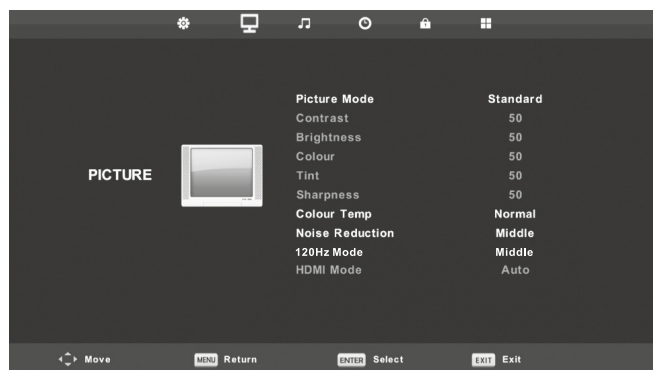 PICTURE
Picture Mode Standard
Contrast 50
Brightness 50
Colour 50
Tint 50
Sharpness 50
Colour Temp Normal
Noise Reduction Middle
120Hz Mode Middle
HDMI Mode Auto
Move MENU Return ENTER Select EXIT Exit